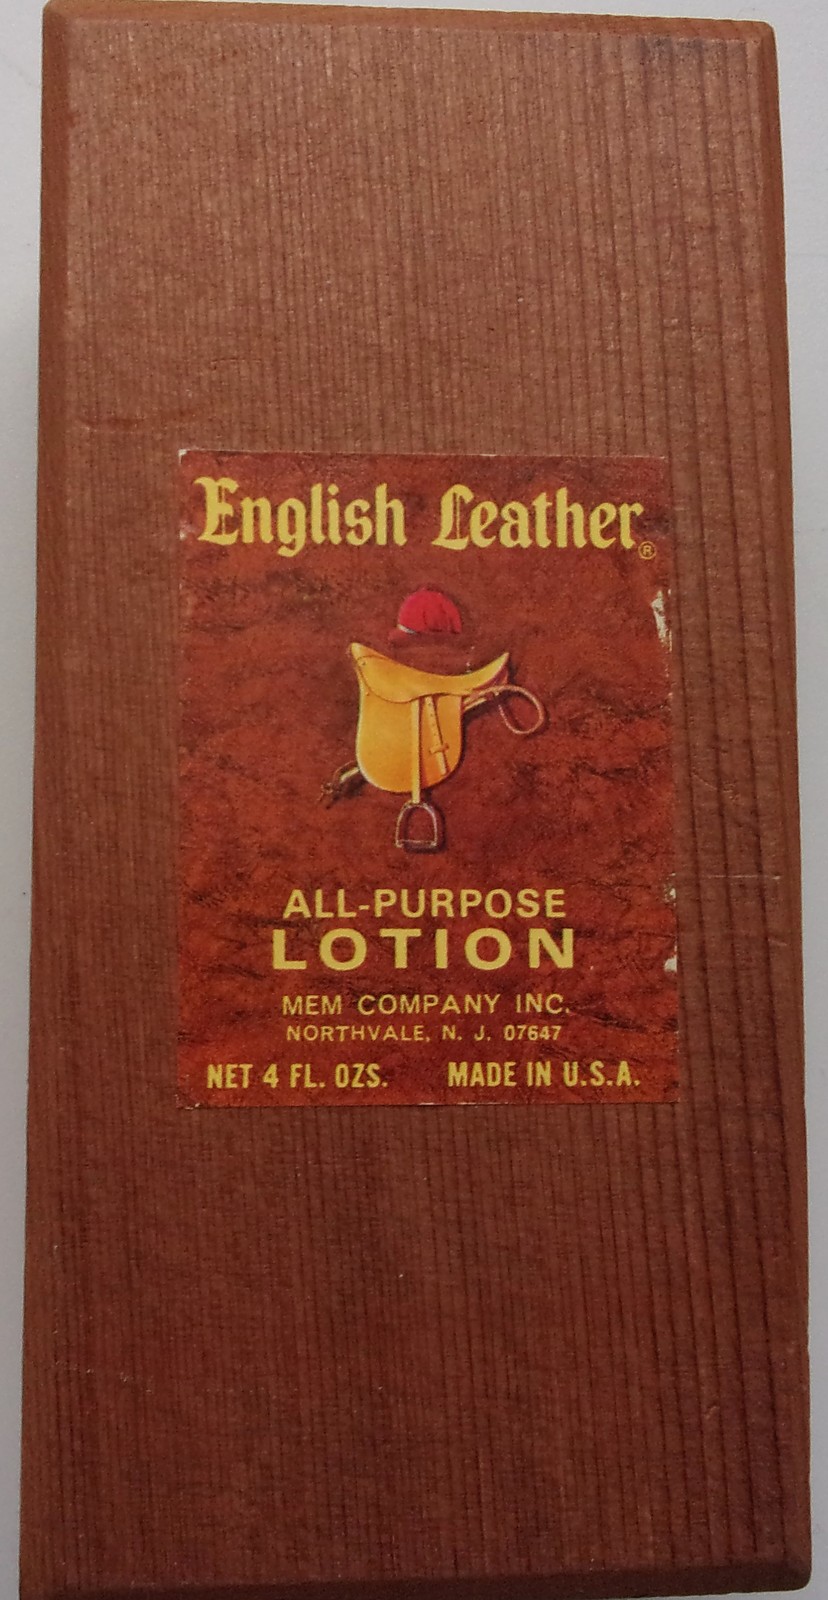 English Leather®
ALL-PURPOSE
LOTION
MEM COMPANY INC.
NORTHVALE, N. J. 07647
NET 4 FL. OZS. MADE IN U.S.A.